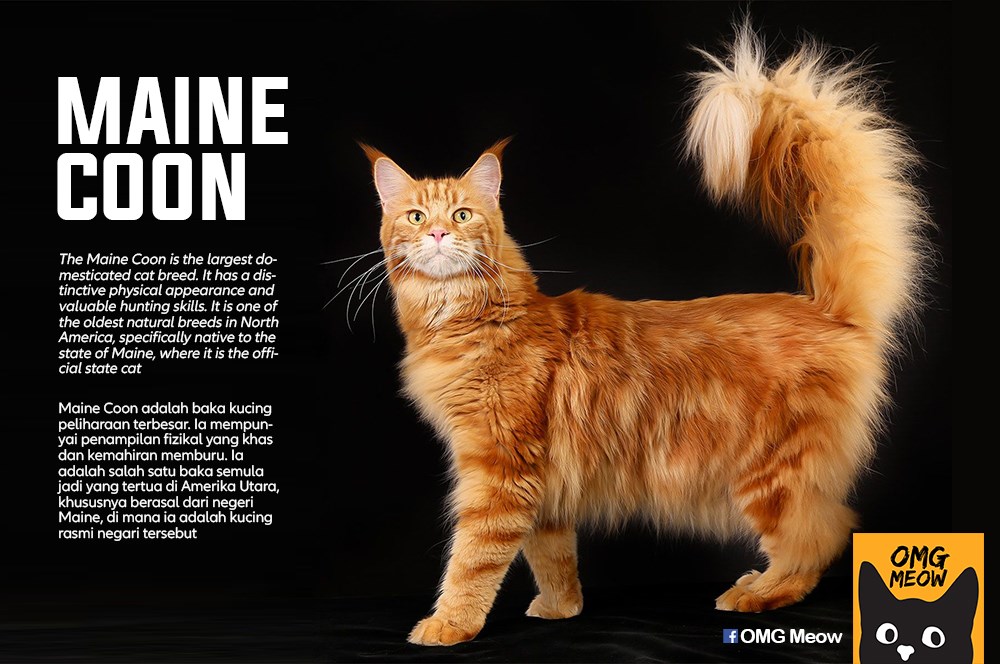 MAINE
COON
The Maine Coon is the largest do-
mesticated cat breed. It has a dis-
tinctive physical appearance and
valuable hunting skills. It is one of
the oldest natural breeds in North
America, specifically native to the
state of Maine, where it is the offi-
cial state cat
Maine Coon adalah baka kucing
peliharaan terbesar. Ia mempun-
yai penampilan fizikal yang khas
dan kemahiran memburu. Ia
adalah salah satu baka semula
jadi yang tertua di Amerika Utara,
khususnya berasal dari negeri
Maine, di mana ia adalah kucing
rasmi negari tersebut
OMG
MEOW
f OMG Meow